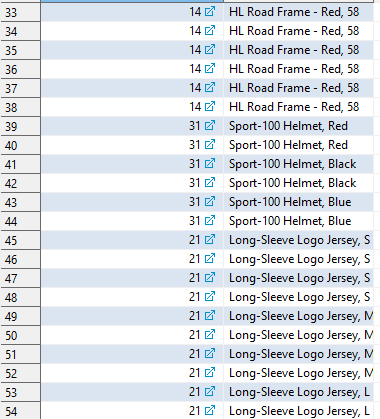 33 14 HL Road Frame - Red, 58
34 14 HL Road Frame - Red, 58
35 14 HL Road Frame - Red, 58
36 14 HL Road Frame - Red, 58
37 14 HL Road Frame - Red, 58
38 14 HL Road Frame - Red, 58
39 31 Sport-100 Helmet, Red
40 31 Sport-100 Helmet, Red
41 31 Sport-100 Helmet, Black
42 31 Sport-100 Helmet, Black
43 31 Sport-100 Helmet, Blue
44 31 Sport-100 Helmet, Blue
45 21 Long-Sleeve Logo Jersey, S
46 21 Long-Sleeve Logo Jersey, S
47 21 Long-Sleeve Logo Jersey, S
48 21 Long-Sleeve Logo Jersey, S
49 21 Long-Sleeve Logo Jersey, M
50 21 Long-Sleeve Logo Jersey, M
51 21 Long-Sleeve Logo Jersey, M
52 21 Long-Sleeve Logo Jersey, M
53 21 Long-Sleeve Logo Jersey, L
54 21 Long-Sleeve Logo Jersey, L